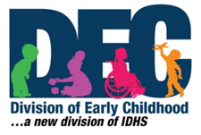 DEC
Division of Early Childhood
...a new division of IDHS